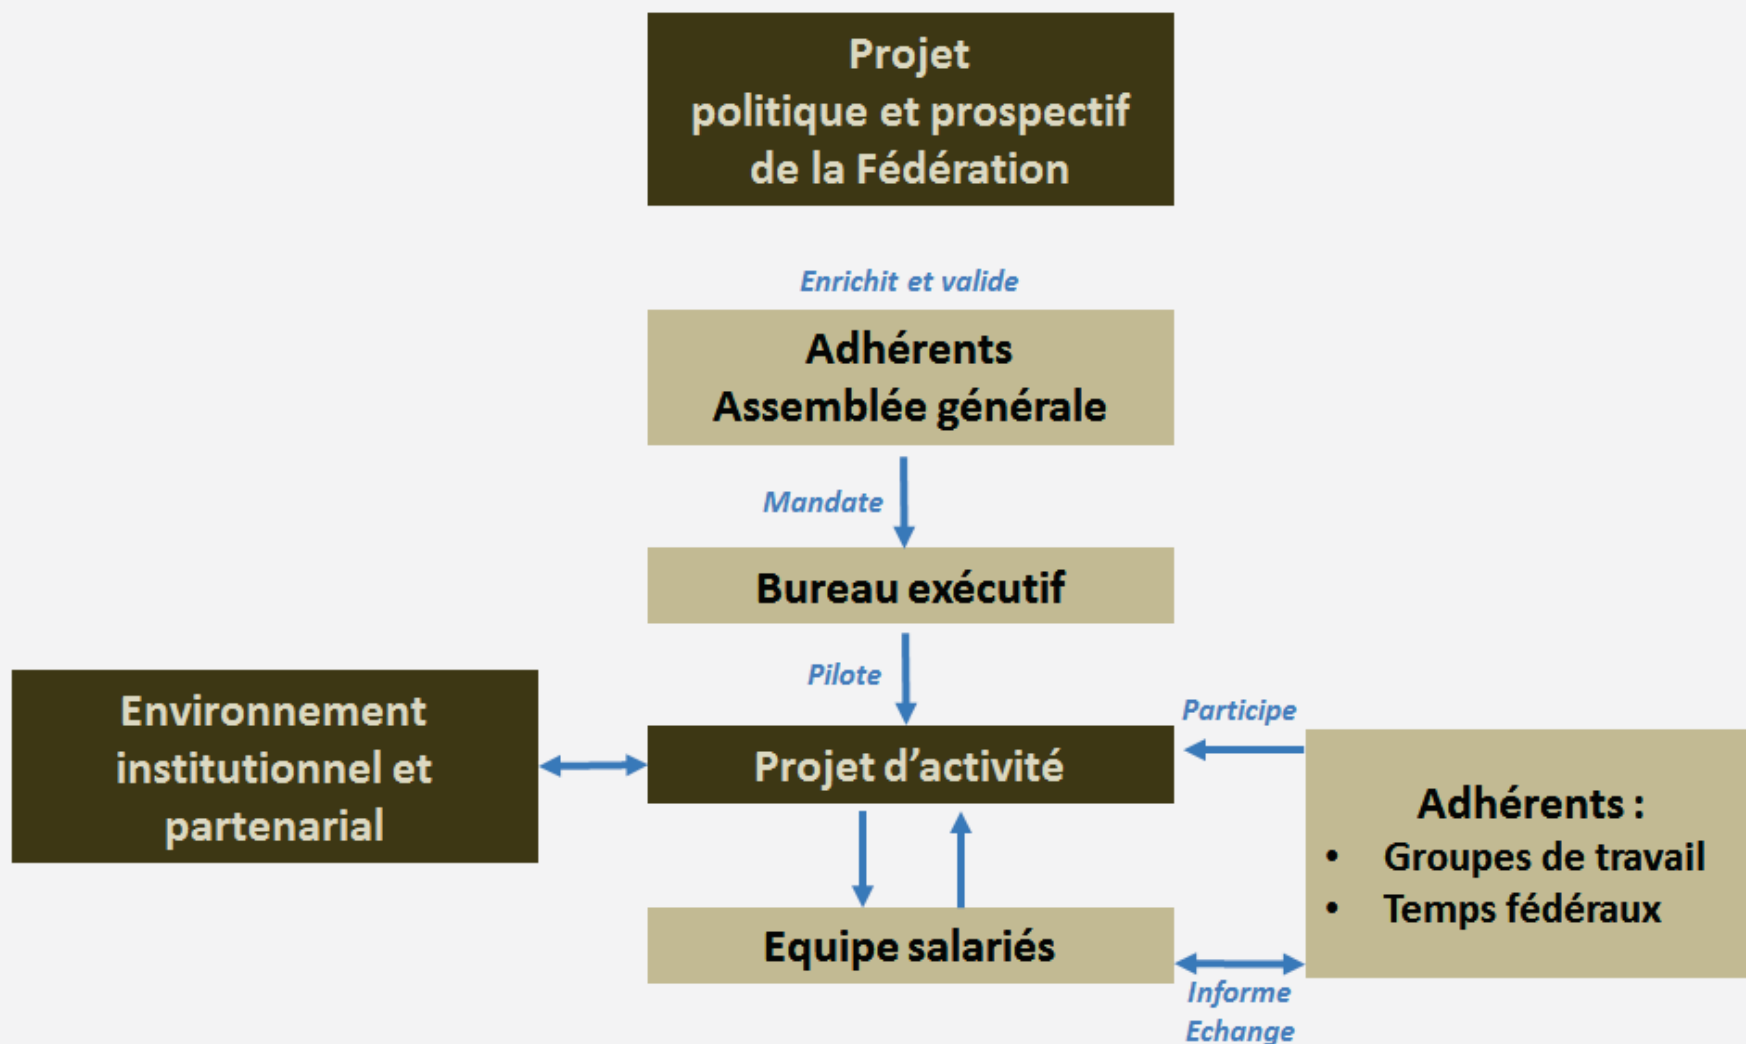 Projet
politique et prospectif
de la Fédération
Enrichit et valide
Adhérents
Assemblée générale
Mandate
Bureau exécutif
Pilote
Environnement
institutionnel et
partenarial
Projet d’activité
Participe
Adhérents :
• Groupes de travail
• Temps fédéraux
Equipe salariés
Informe
Echange